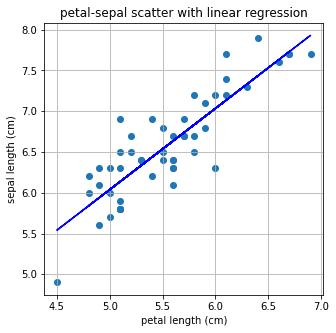 petal-sepal scatter with linear regression
sepal length (cm)
8.0
7.5
7.0
6.5
6.0
5.5
5.0
4.5 5.0 5.5 6.0 6.5 7.0
petal length (cm)